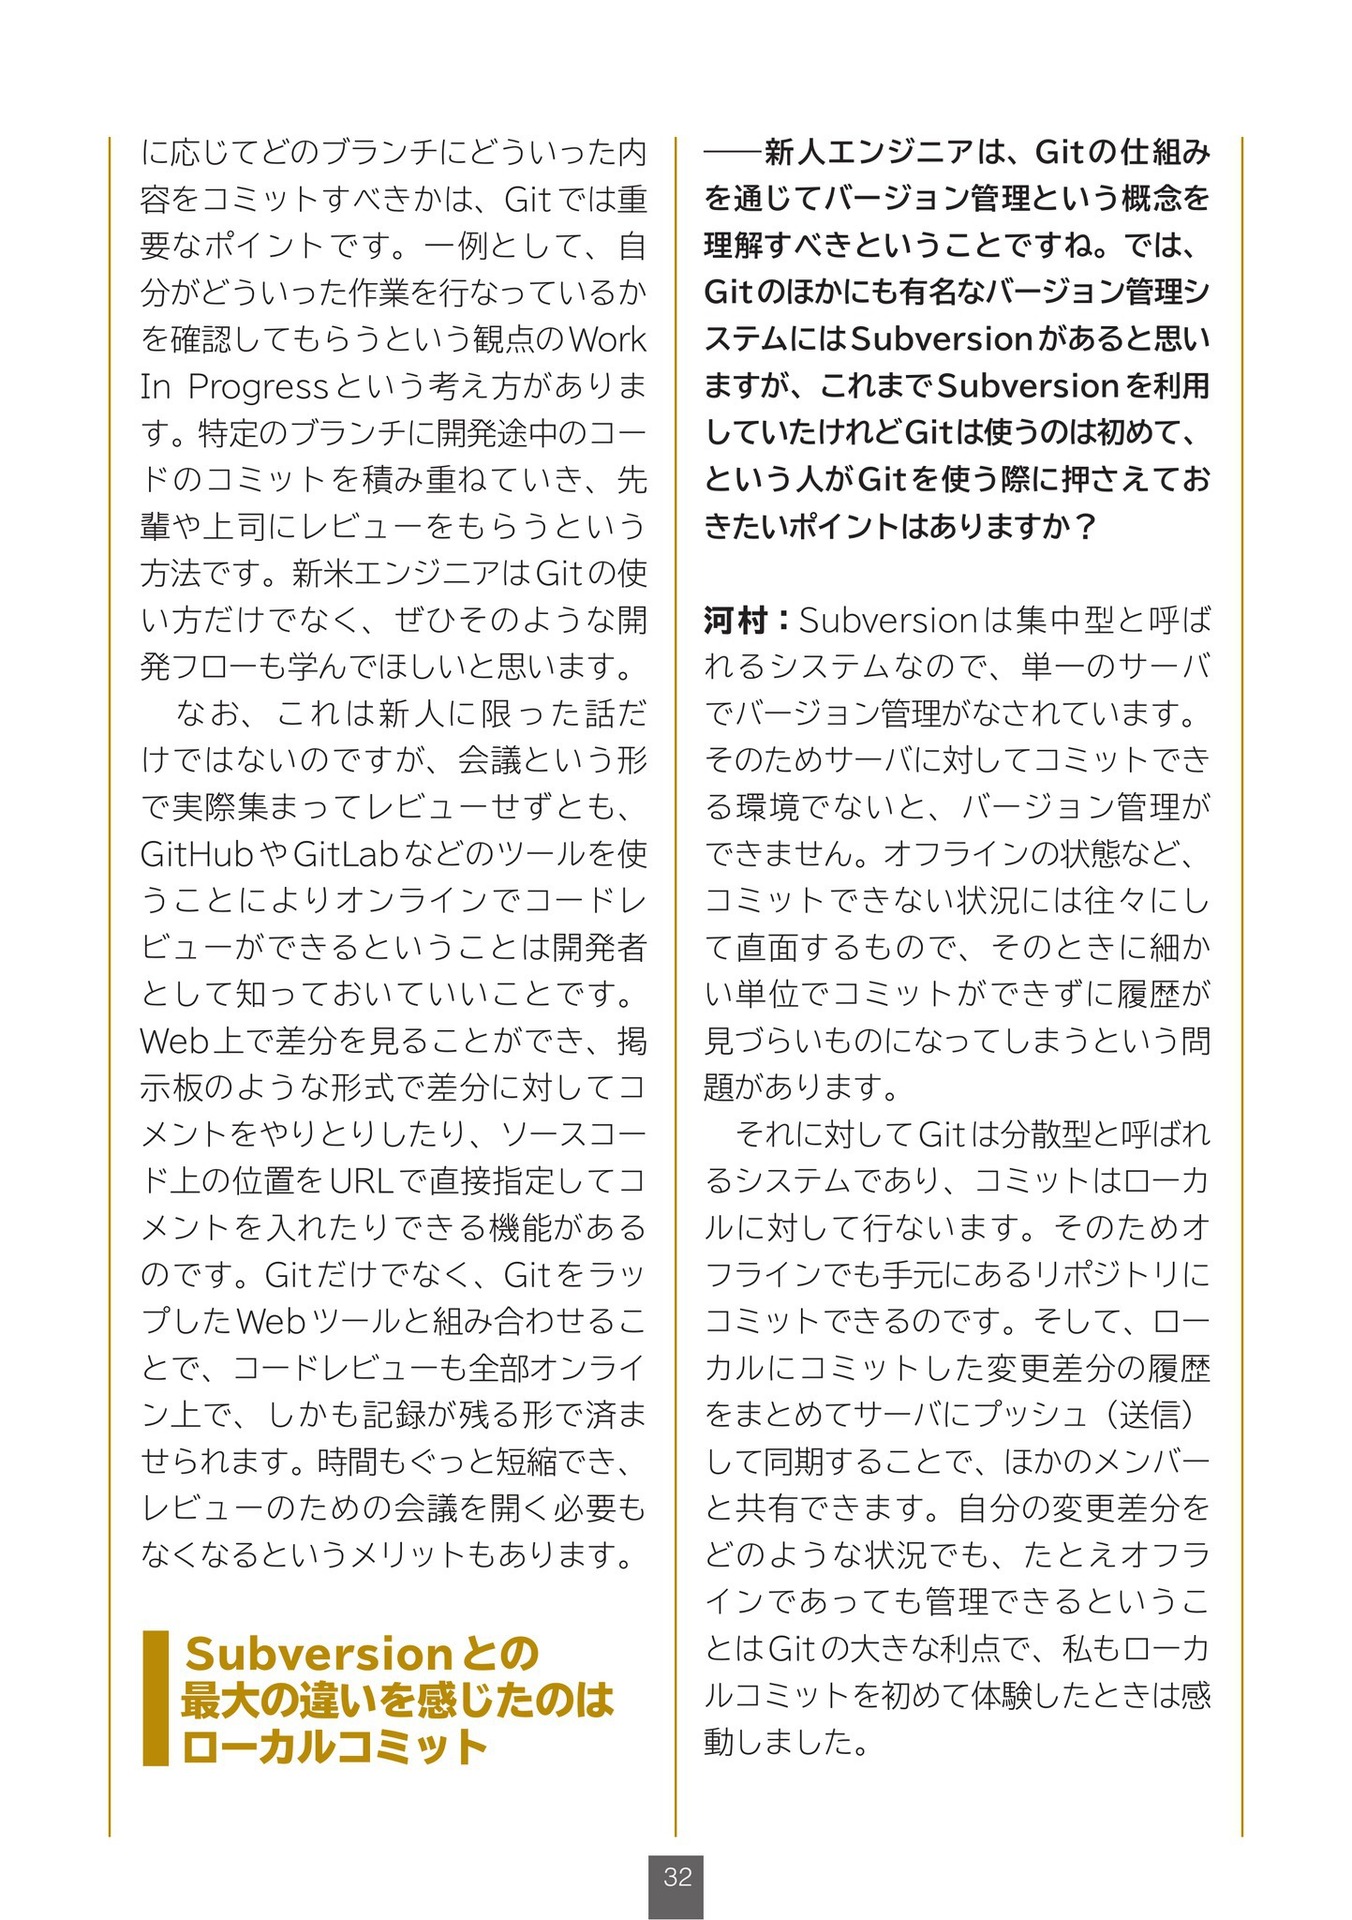 に応じてどのブランチにどういった内
容をコミットすべきかは、Gitでは重
要なポイントです。一例として、自
分がどういった作業を行なっているか
を確認してもらうという観点のWork
In Progressという考え方がありま
す。特定のブランチに開発途中のコー
ドのコミットを積み重ねていき、先
輩や上司にレビューをもらうという
方法です。新米エンジニアはGitの使
い方だけでなく、ぜひそのような開
発フローも学んでほしいと思います。
なお、これは新人に限った話だ
けではないのですが、会議という形
で実際集まってレビューせずとも、
GitHubやGitLabなどのツールを使
うことによりオンラインでコードレ
ビューができるということは開発者
として知っておいていいことです。
Web上で差分を見ることができ、掲
示板のような形式で差分に対してコ
メントをやりとりしたり、ソースコー
ド上の位置をURLで直接指定してコ
メントを入れたりできる機能がある
のです。Gitだけでなく、Gitをラッ
プしたWebツールと組み合わせるこ
とで、コードレビューも全部オンライ
ン上で、しかも記録が残る形で済ま
せられます。時間もぐっと短縮でき、
レビューのための会議を開く必要も
なくなるというメリットもあります。
Subversionとの
最大の違いを感じたのは
ローカルコミット
――新人エンジニアは、Gitの仕組み
を通じてバージョン管理という概念を
理解すべきということですね。では、
Gitのほかにも有名なバージョン管理シ
ステムにはSubversionがあると思い
ますが、これまでSubversionを利用
していたけれどGitは使うのは初めて、
という人がGitを使う際に押さえてお
きたいポイントはありますか？
河村：Subversionは集中型と呼ば
れるシステムなので、単一のサーバ
でバージョン管理がなされています。
そのためサーバに対してコミットでき
る環境でないと、バージョン管理が
できません。オフラインの状態など、
コミットできない状況には往々にし
て直面するもので、そのときに細か
い単位でコミットができずに履歴が
見づらいものになってしまうという問
題があります。
それに対してGitは分散型と呼ばれ
るシステムであり、コミットはローカ
ルに対して行ないます。そのためオ
フラインでも手元にあるリポジトリに
コミットできるのです。そして、ロー
カルにコミットした変更差分の履歴
をまとめてサーバにプッシュ（送信）
して同期することで、ほかのメンバー
と共有できます。自分の変更差分を
どのような状況でも、たとえオフラ
インであっても管理できるというこ
とはGitの大きな利点で、私もローカ
ルコミットを初めて体験したときは感
動しました。
32